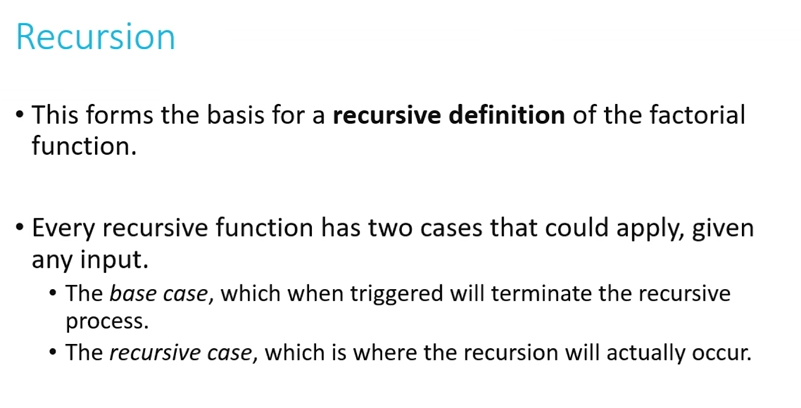 Recursion
• This forms the basis for a recursive definition of the factorial
function.
• Every recursive function has two cases that could apply, given
any input.
• The base case, which when triggered will terminate the recursive
process.
• The recursive case, which is where the recursion will actually occur.